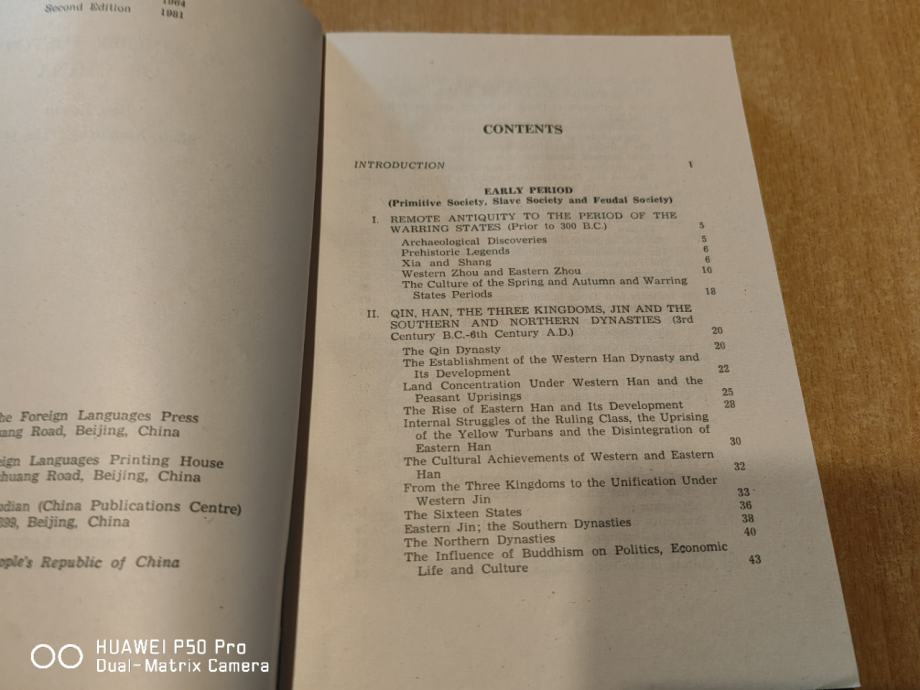 Second Edition 1981
he Foreign Languages Press
ang Road, Beijing, China
eign Languages Printing House
huang Road, Beijing, China
odian (China Publications Centre)
399, Beijing, China
ople's Republic of China
CONTENTS
INTRODUCTION 1
EARLY PERIOD
(Primitive Society, Slave Society and Feudal Society)
I. REMOTE ANTIQUITY TO THE PERIOD OF THE
WARRING STATES (Prior to 300 B.C.) 5
Archaeological Discoveries 5
Prehistoric Legends 6
Xia and Shang 6
Western Zhou and Eastern Zhou 10
The Culture of the Spring and Autumn and Warring
States Periods 18
II. QIN, HAN, THE THREE KINGDOMS, JIN AND THE
SOUTHERN AND NORTHERN DYNASTIES (3rd
Century B.C.-6th Century A.D.) 20
The Qin Dynasty 20
The Establishment of the Western Han Dynasty and
Its Development 22
Land Concentration Under Western Han and the
Peasant Uprisings 25
The Rise of Eastern Han and Its Development 28
Internal Struggles of the Ruling Class, the Uprising
of the Yellow Turbans and the Disintegration of
Eastern Han 30
The Cultural Achievements of Western and Eastern
Han 32
From the Three Kingdoms to the Unification Under
Western Jin 33
The Sixteen States 36
Eastern Jin; the Southern Dynasties 38
The Northern Dynasties 40
The Influence of Buddhism on Politics, Economic
Life and Culture 43
HUAWEI P50 Pro
Dual-Matrix Camera